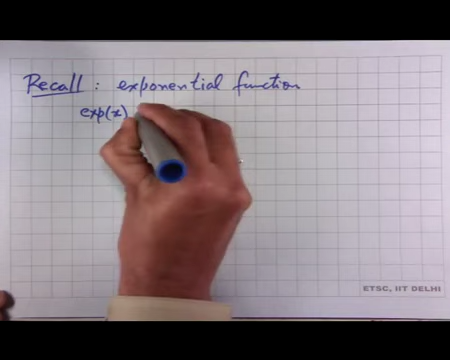 Recall : exponential function
exp(x)
ETSC, IIT DELHI